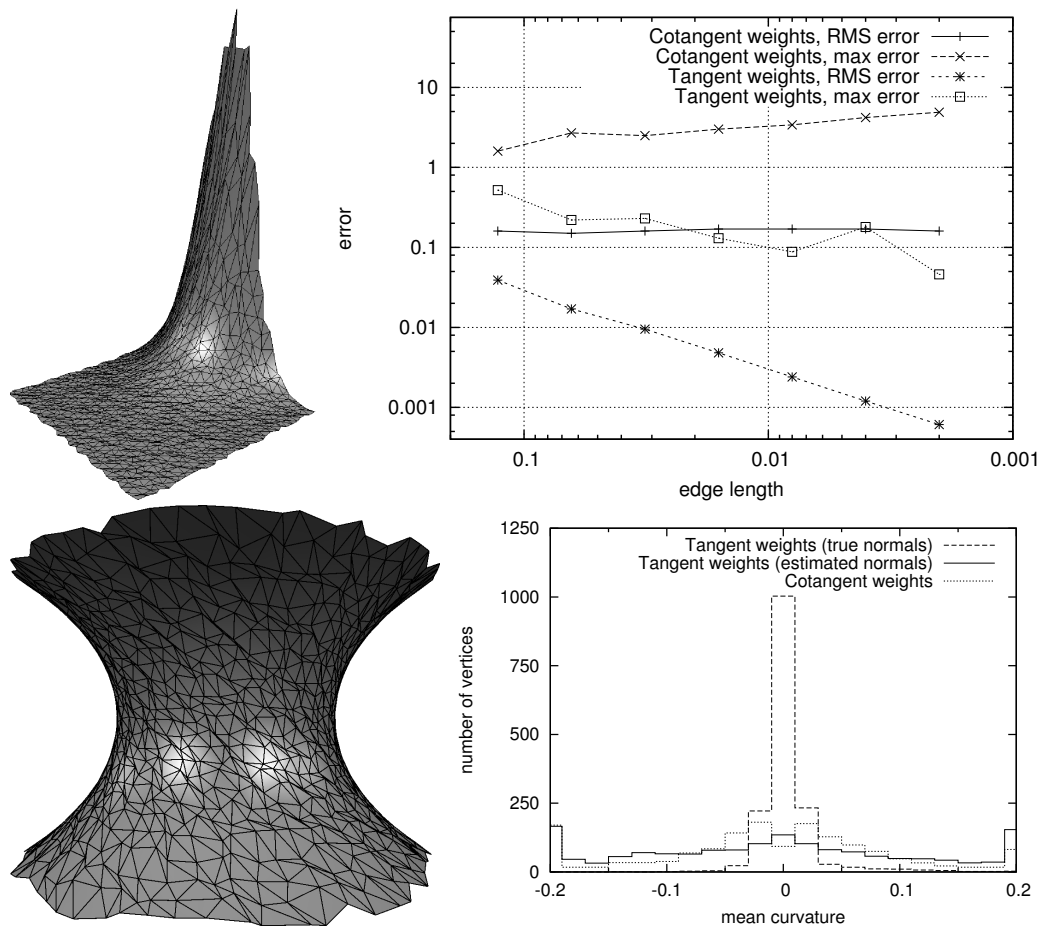 Cotangent weights, RMS error
Cotangent weights, max error
Tangent weights, RMS error
Tangent weights, max error
10
1
0.1
0.01
0.001
error
0.1
0.01
0.001
edge length
1250
1000
750
500
250
0
number of vertices
Tangent weights (true normals)
Tangent weights (estimated normals)
Cotangent weights
-0.2
-0.1
0
0.1
0.2
mean curvature